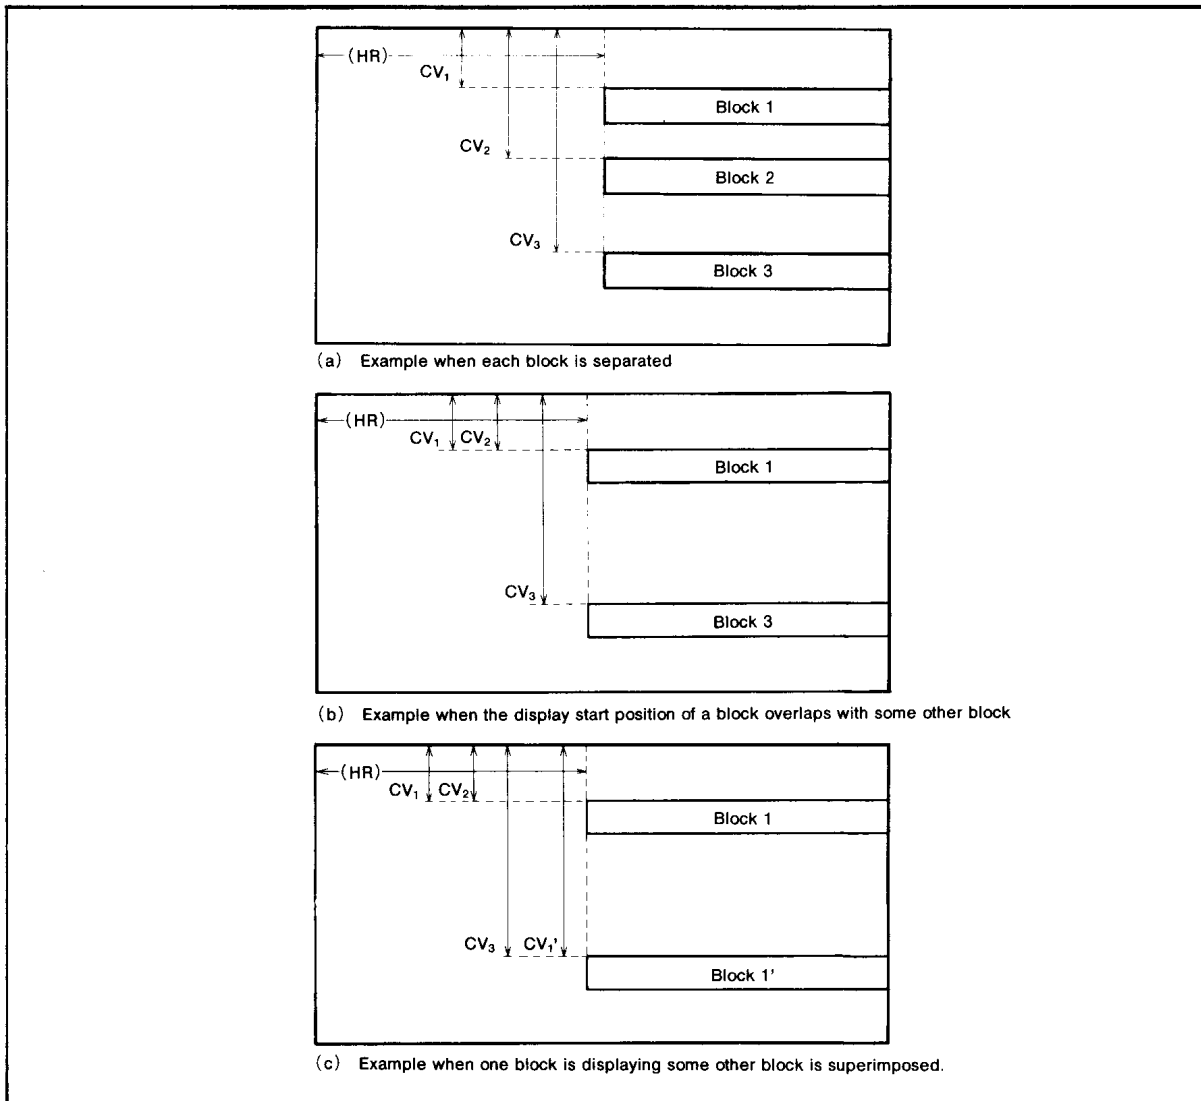 (HR)
CV₁
Block 1
CV₂
Block 2
CV₃
Block 3
(a) Example when each block is separated
(HR)
CV₁ CV₂
Block 1
CV₃
Block 3
(b) Example when the display start position of a block overlaps with some other block
(HR)
CV₁ CV₂
Block 1
CV₃ CV₁'
Block 1'
(c) Example when one block is displaying some other block is superimposed.